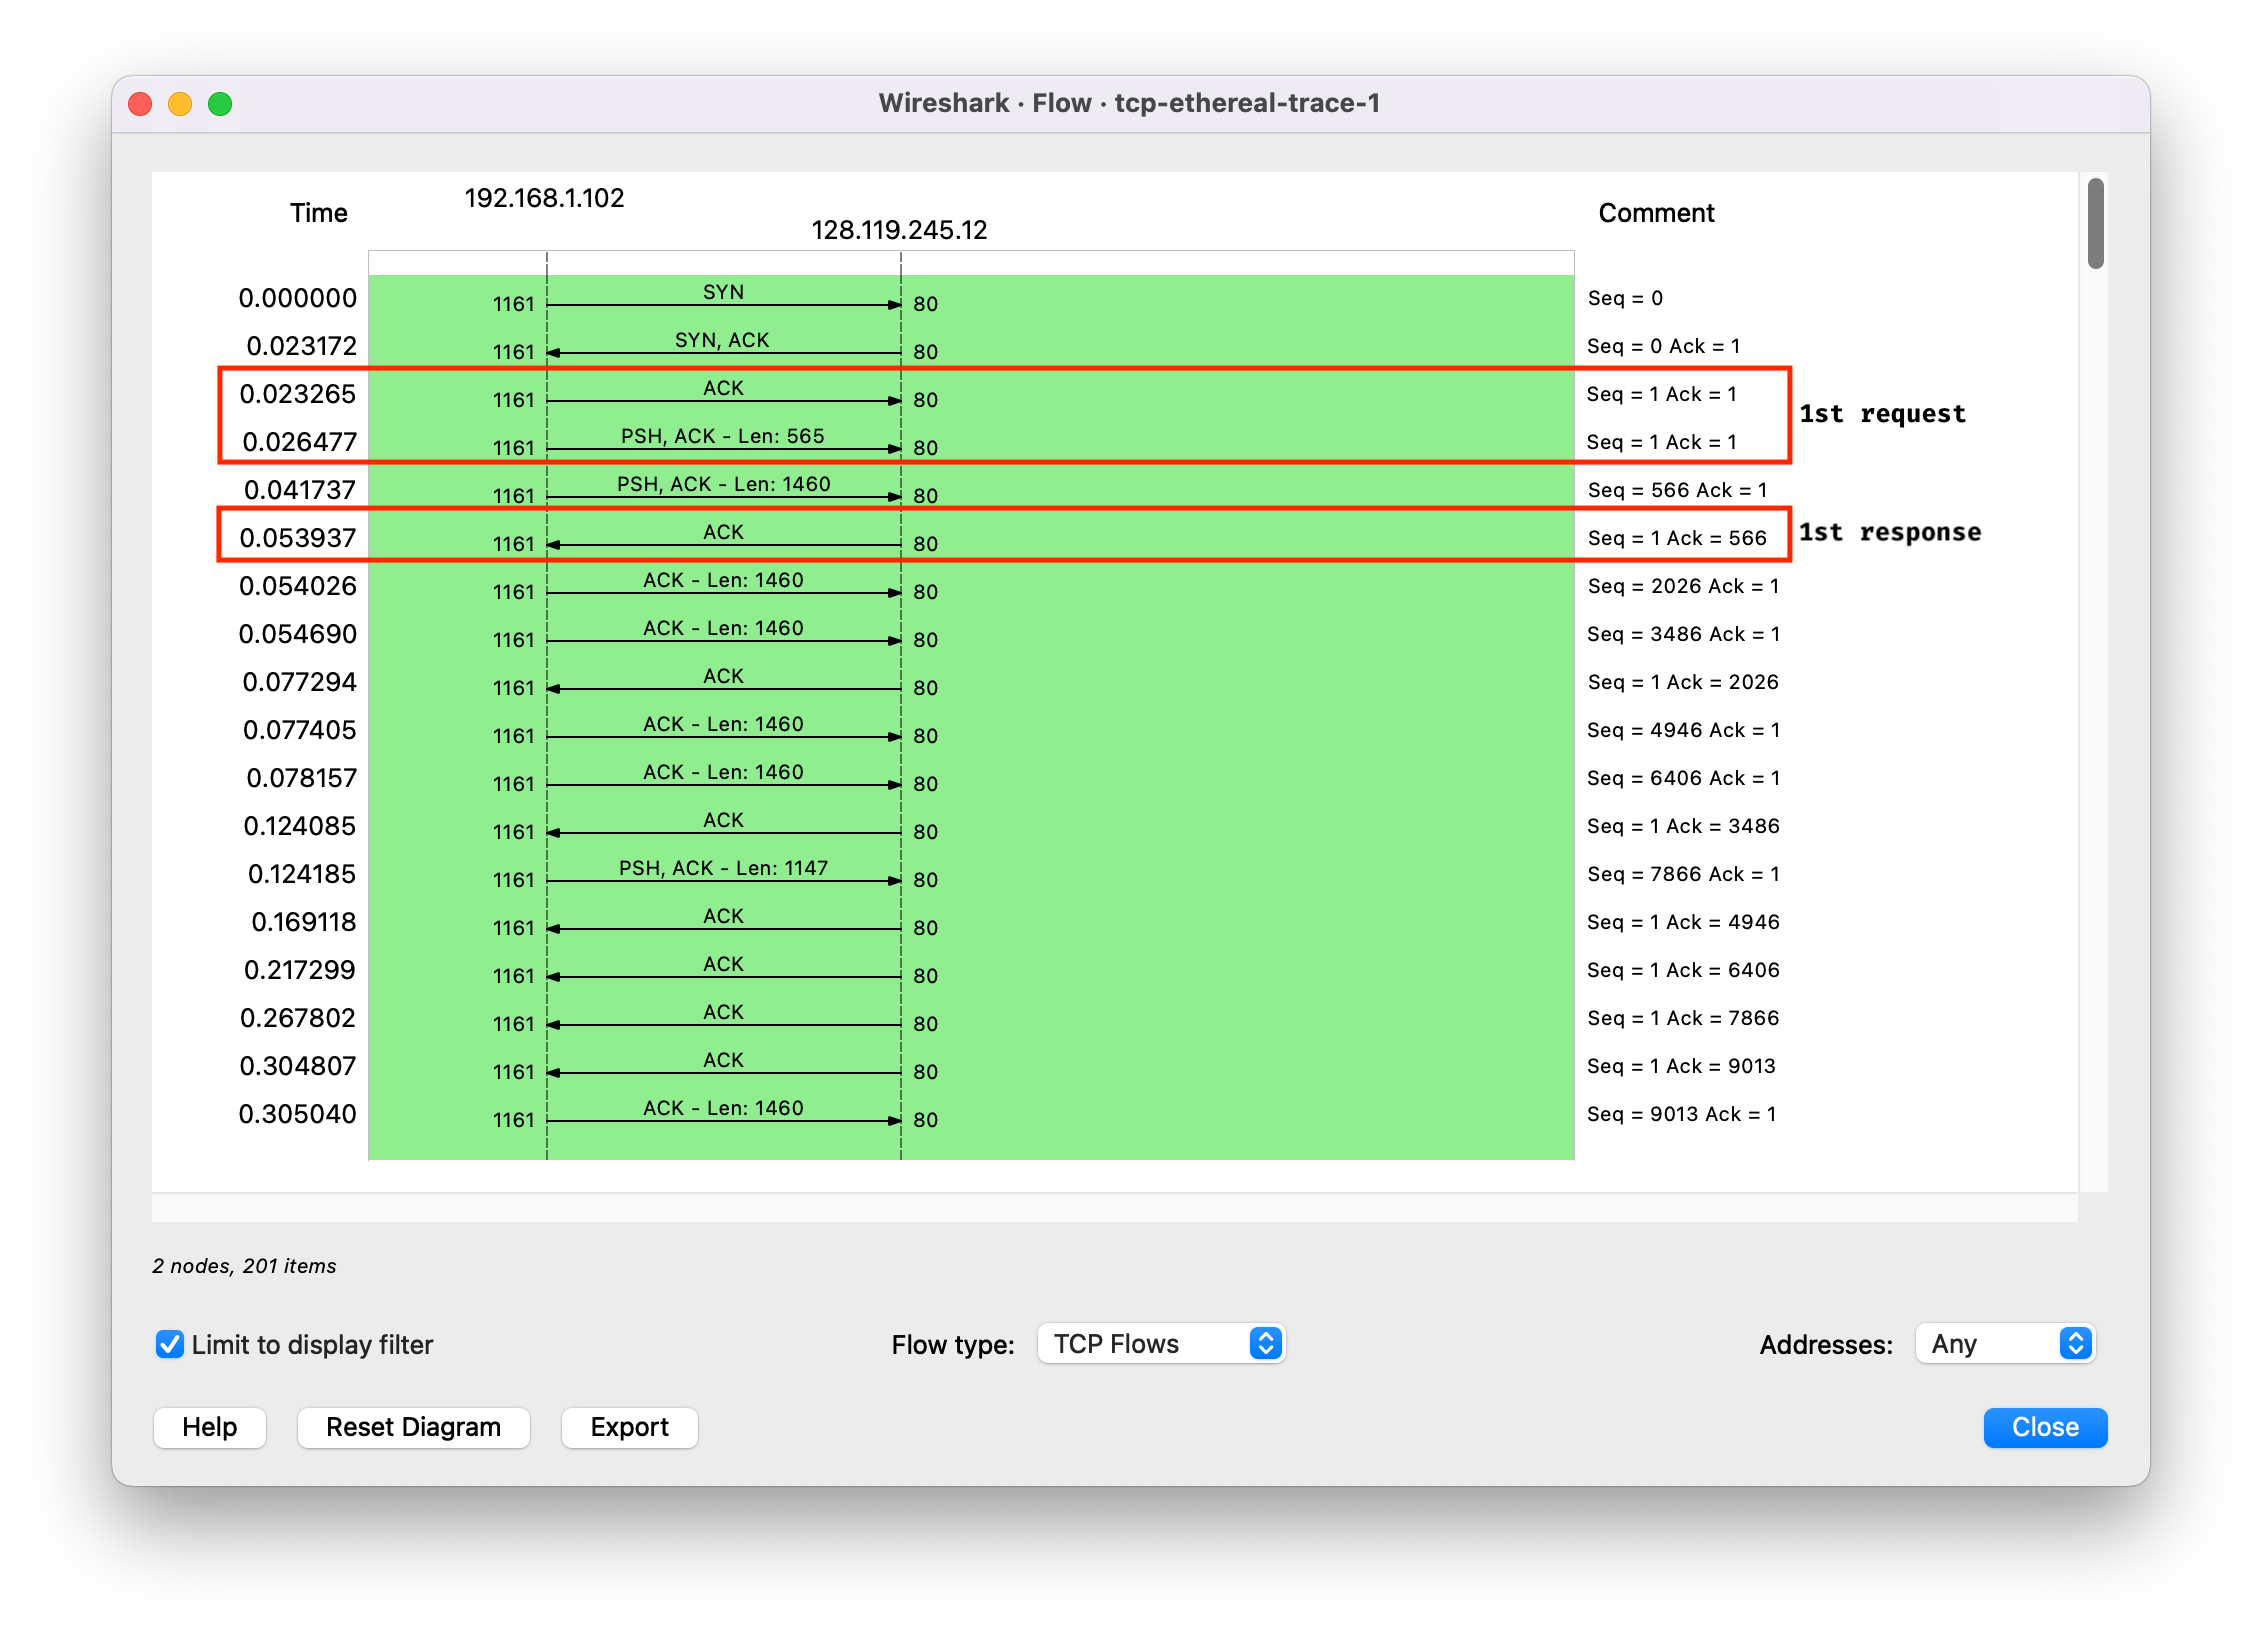 Wireshark · Flow · tcp-ethereal-trace-1
192.168.1.102
Time Comment
128.119.245.12
0.000000 1161 SYN 80 Seq = 0
0.023172 1161 SYN, ACK 80 Seq = 0 Ack = 1
0.023265 1161 ACK 80 Seq = 1 Ack = 1
1st request
0.026477 1161 PSH, ACK - Len: 565 80 Seq = 1 Ack = 1
0.041737 1161 PSH, ACK - Len: 1460 80 Seq = 566 Ack = 1
0.053937 1161 ACK 80 Seq = 1 Ack = 566 1st response
0.054026 1161 ACK - Len: 1460 80 Seq = 2026 Ack = 1
0.054690 1161 ACK - Len: 1460 80 Seq = 3486 Ack = 1
0.077294 1161 ACK 80 Seq = 1 Ack = 2026
0.077405 1161 ACK - Len: 1460 80 Seq = 4946 Ack = 1
0.078157 1161 ACK - Len: 1460 80 Seq = 6406 Ack = 1
0.124085 1161 ACK 80 Seq = 1 Ack = 3486
0.124185 1161 PSH, ACK - Len: 1147 80 Seq = 7866 Ack = 1
0.169118 1161 ACK 80 Seq = 1 Ack = 4946
0.217299 1161 ACK 80 Seq = 1 Ack = 6406
0.267802 1161 ACK 80 Seq = 1 Ack = 7866
0.304807 1161 ACK 80 Seq = 1 Ack = 9013
0.305040 1161 ACK - Len: 1460 80 Seq = 9013 Ack = 1
2 nodes, 201 items
Limit to display filter Flow type: TCP Flows Addresses: Any
Help Reset Diagram Export Close